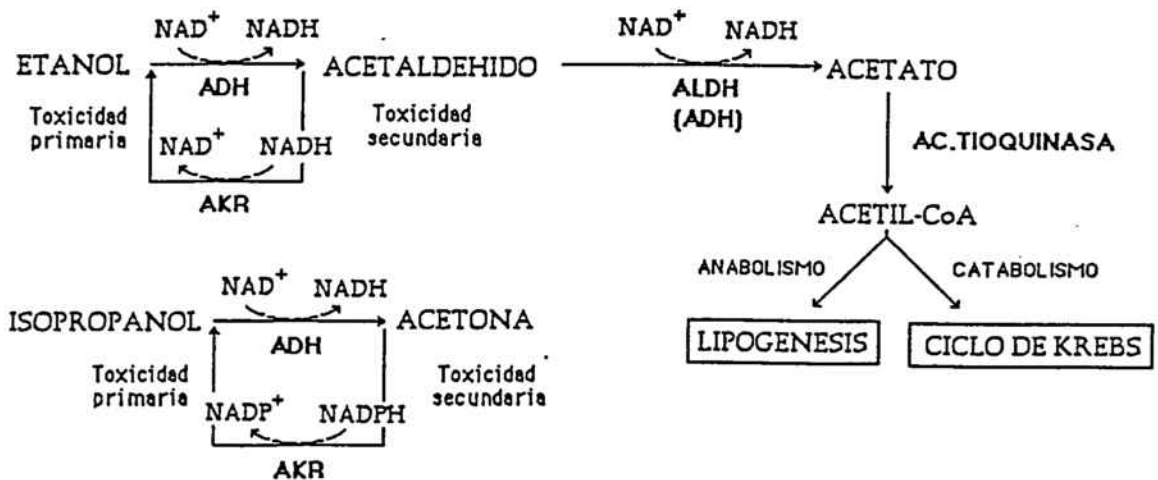 NAD+ NADH
NAD+ NADH
ETANOL
ACETALDEHIDO
ACETATO
ADH
ALDH
(ADH)
Toxicidad
primaria
Toxicidad
secundaria
NAD+ NADH
AKR
AC.TIOQUINASA
ACETIL-CoA
ANABOLISMO
CATABOLISMO
LIPOGENESIS
CICLO DE KREBS
NAD+ NADH
ISOPROPANOL
ACETONA
ADH
Toxicidad
primaria
Toxicidad
secundaria
NADP+ NADPH
AKR